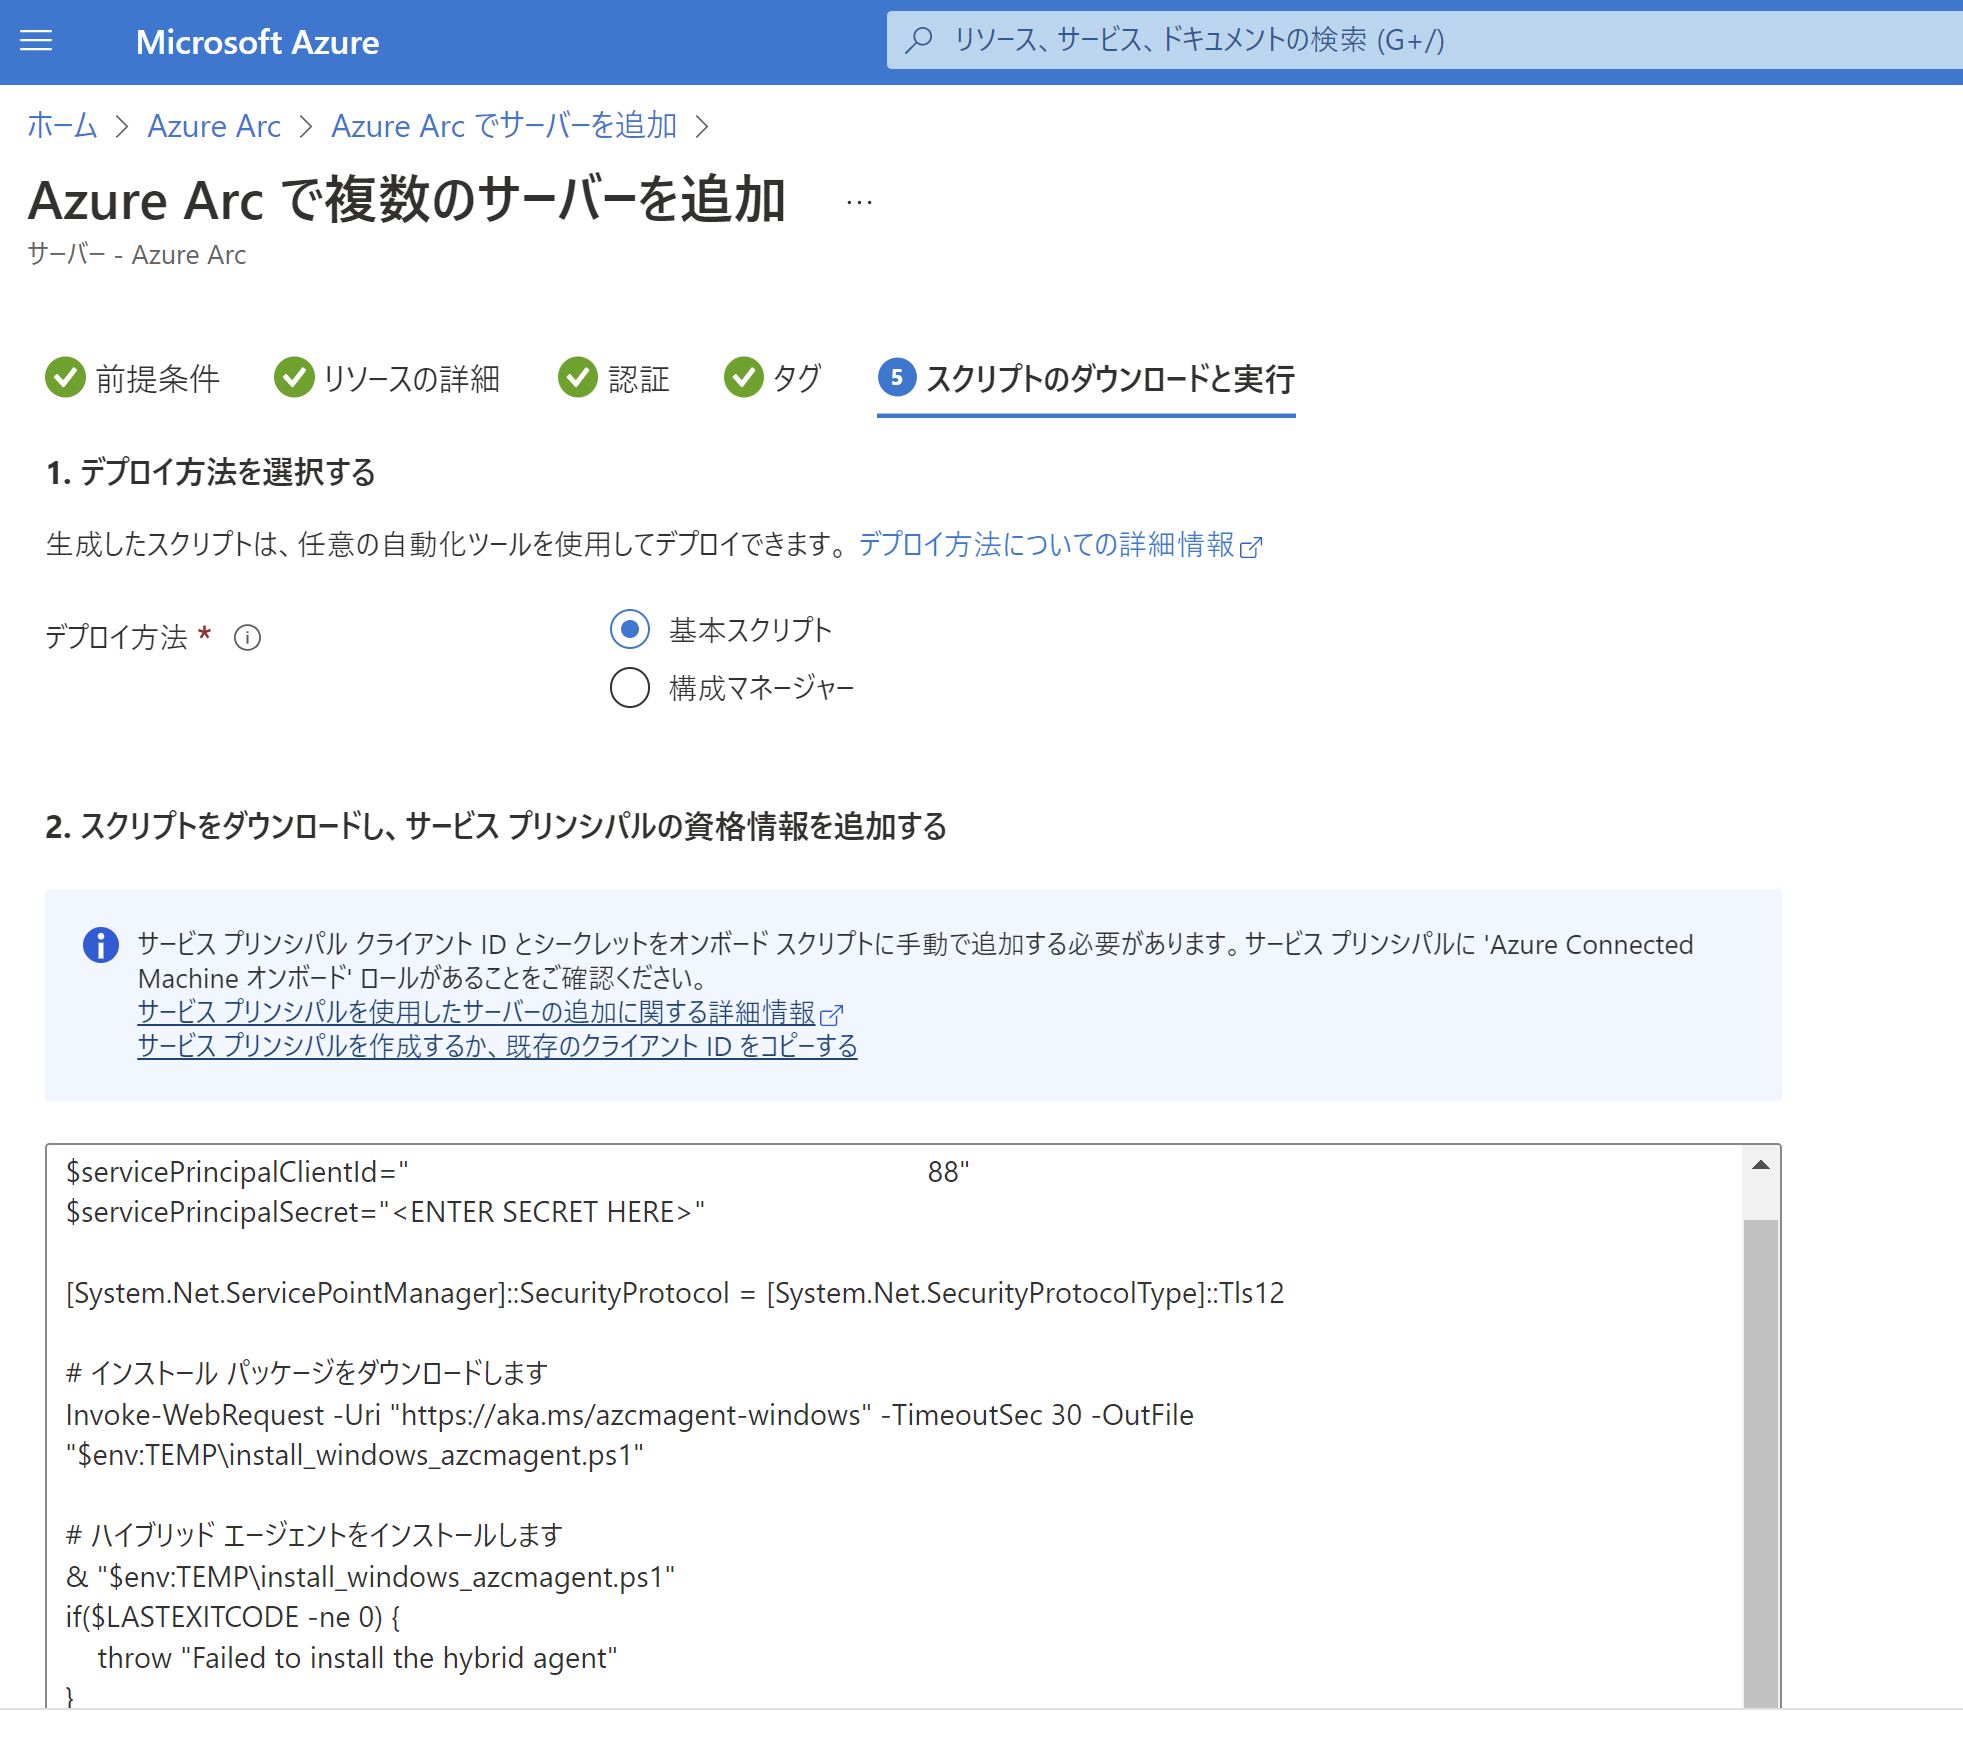 Microsoft Azure
リソース、サービス、ドキュメントの検索 (G+/)
ホーム > Azure Arc > Azure Arc でサーバーを追加 >
Azure Arc で複数のサーバーを追加 ...
サーバー - Azure Arc
前提条件 リソースの詳細 認証 タグ 5 スクリプトのダウンロードと実行
1. デプロイ方法を選択する
生成したスクリプトは、任意の自動化ツールを使用してデプロイできます。 デプロイ方法についての詳細情報
デプロイ方法 *
基本スクリプト
構成マネージャー
2. スクリプトをダウンロードし、サービス プリンシパルの資格情報を追加する
サービス プリンシパル クライアント ID とシークレットをオンボード スクリプトに手動で追加する必要があります。サービス プリンシパルに 'Azure Connected
Machine オンボード' ロールがあることをご確認ください。
サービス プリンシパルを使用したサーバーの追加に関する詳細情報
サービス プリンシパルを作成するか、既存のクライアント ID をコピーする
$servicePrincipalClientId=" 88"
$servicePrincipalSecret="<ENTER SECRET HERE>"
[System.Net.ServicePointManager]::SecurityProtocol = [System.Net.SecurityProtocolType]::Tls12
# インストール パッケージをダウンロードします
Invoke-WebRequest -Uri "https://aka.ms/azcmagent-windows" -TimeoutSec 30 -OutFile
"$env:TEMP\install_windows_azcmagent.ps1"
# ハイブリッド エージェントをインストールします
& "$env:TEMP\install_windows_azcmagent.ps1"
if($LASTEXITCODE -ne 0) {
throw "Failed to install the hybrid agent"
}